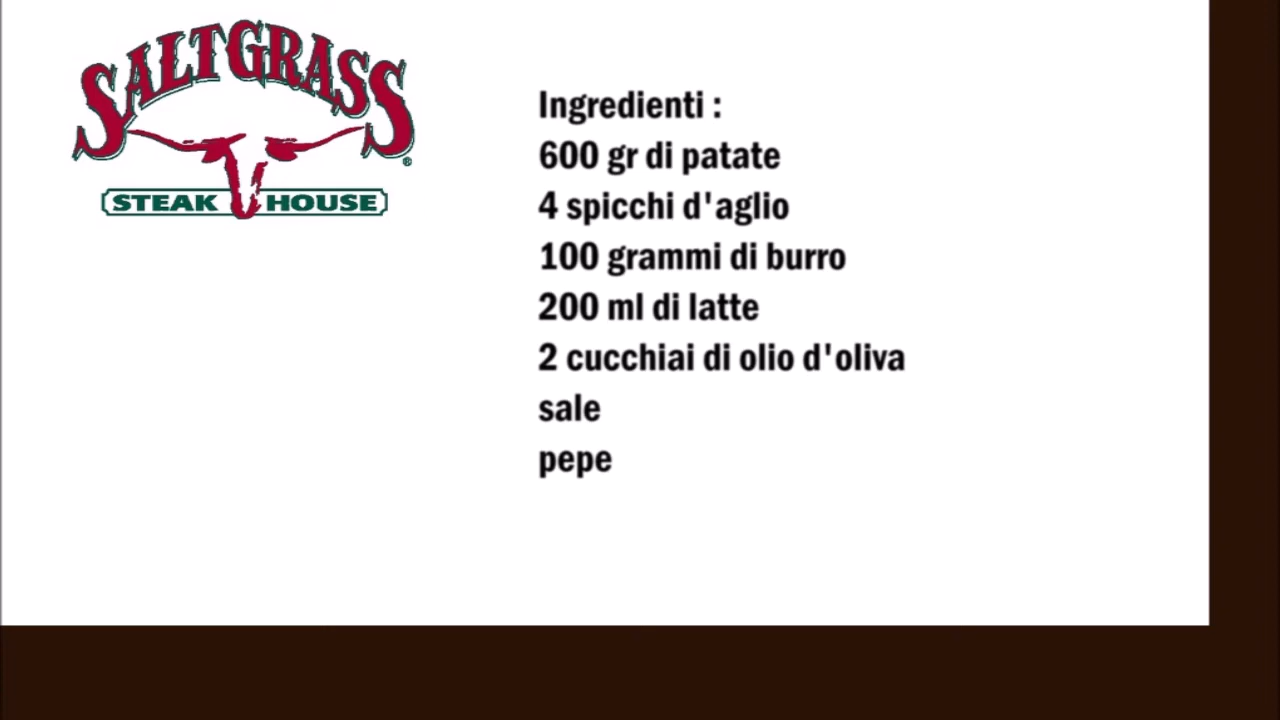 SALTGRASS
STEAK HOUSE
®
Ingredienti :
600 gr di patate
4 spicchi d'aglio
100 grammi di burro
200 ml di latte
2 cucchiai di olio d'oliva
sale
pepe